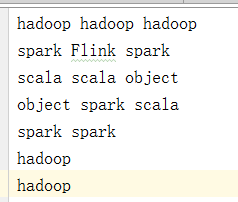 hadoop hadoop hadoop
spark Flink spark
scala scala object
object spark scala
spark spark
hadoop
hadoop